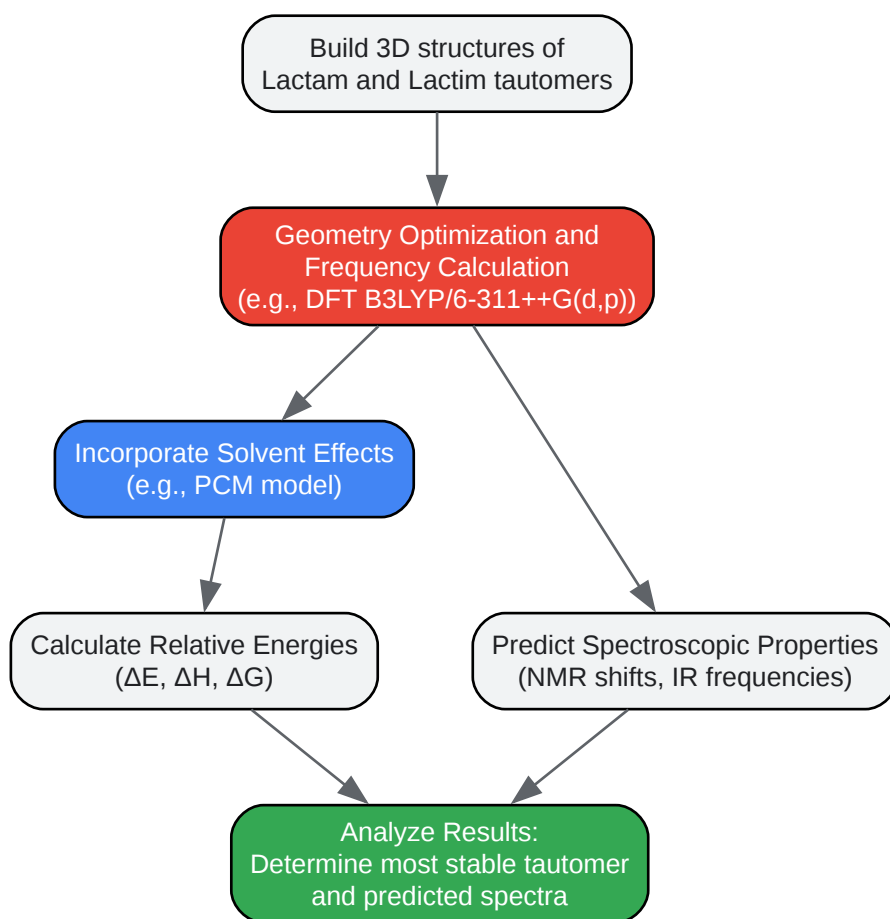 Build 3D structures of
Lactam and Lactim tautomers
Geometry Optimization and
Frequency Calculation
(e.g., DFT B3LYP/6-311++G(d,p))
Incorporate Solvent Effects
(e.g., PCM model)
Calculate Relative Energies
(ΔE, ΔH, ΔG)
Predict Spectroscopic Properties
(NMR shifts, IR frequencies)
Analyze Results:
Determine most stable tautomer
and predicted spectra